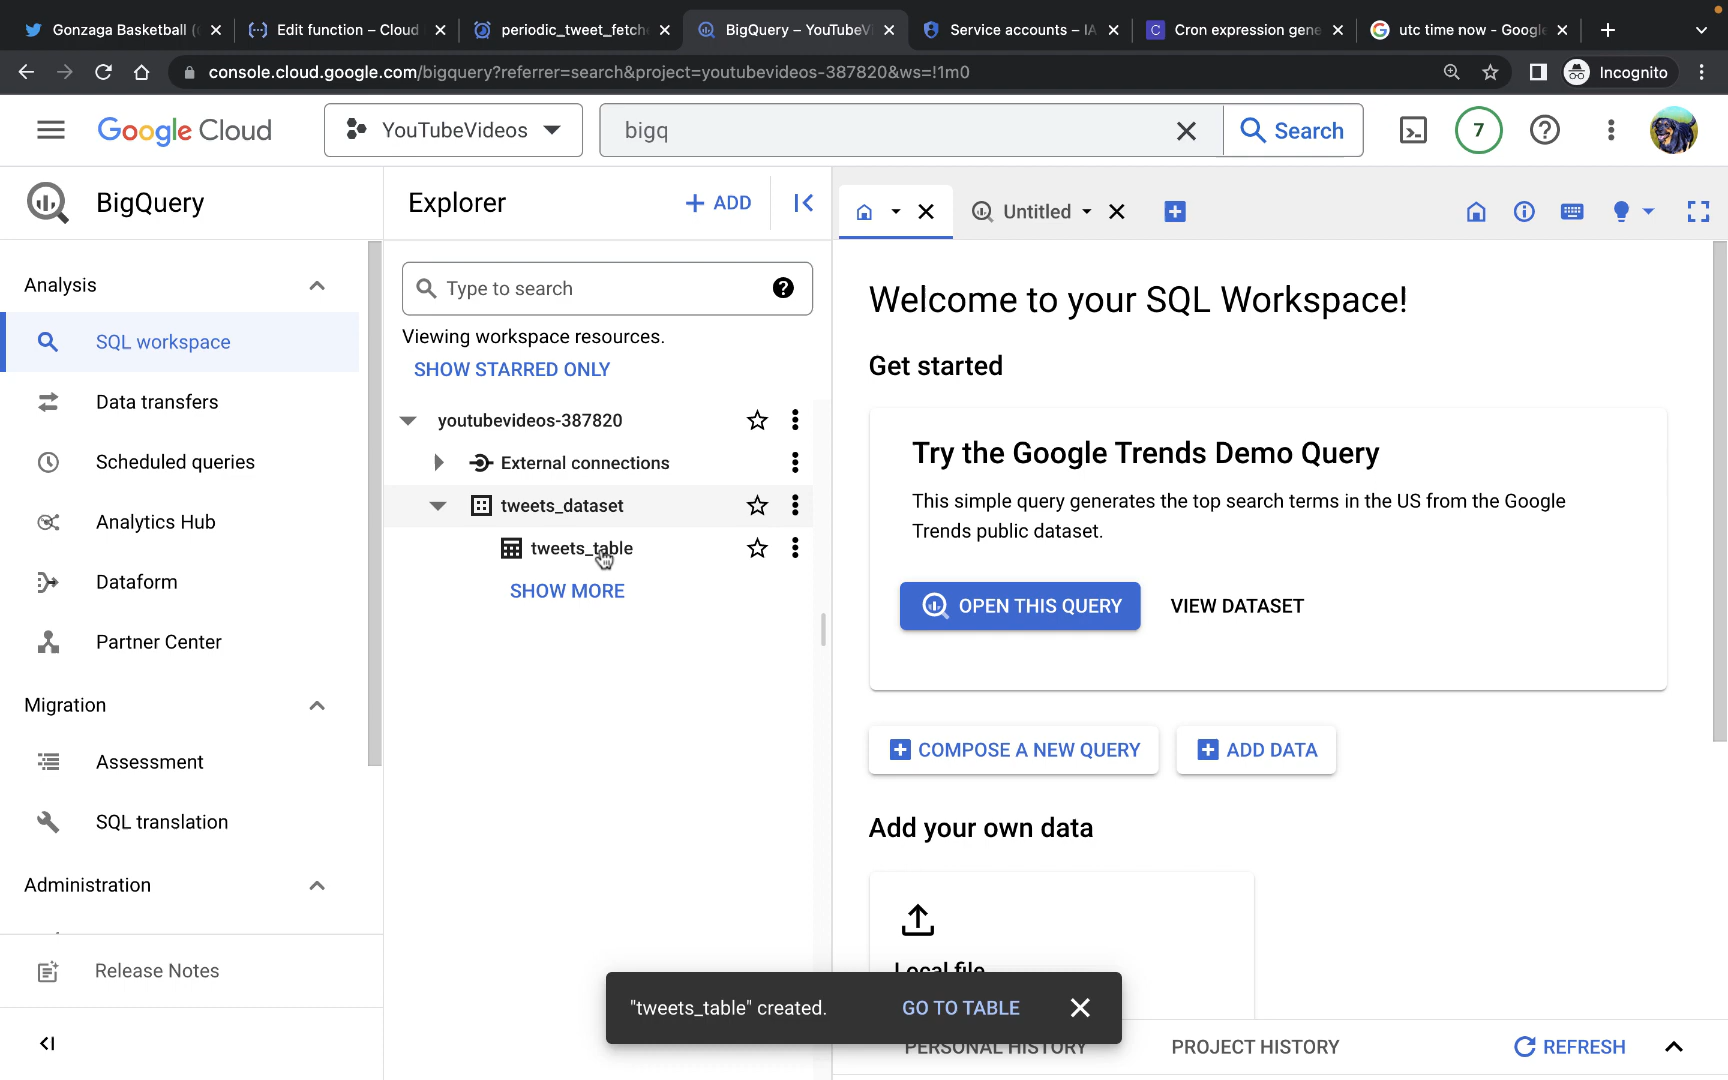 Gonzaga Basketball (
Edit function – Cloud
periodic_tweet_fetche
BigQuery – YouTubeV
Service accounts – IA
Cron expression gene
utc time now - Google
console.cloud.google.com/bigquery?referrer=search&project=youtubevideos-387820&ws=!1m0
Incognito
Google Cloud
YouTubeVideos
bigq
Search
7
BigQuery
Explorer
+ ADD
Untitled
Analysis
SQL workspace
Data transfers
Scheduled queries
Analytics Hub
Dataform
Partner Center
Migration
Assessment
SQL translation
Administration
Release Notes
Type to search
Viewing workspace resources.
SHOW STARRED ONLY
youtubevideos-387820
External connections
tweets_dataset
tweets_table
SHOW MORE
Welcome to your SQL Workspace!
Get started
Try the Google Trends Demo Query
This simple query generates the top search terms in the US from the Google
Trends public dataset.
OPEN THIS QUERY
VIEW DATASET
COMPOSE A NEW QUERY
ADD DATA
Add your own data
Local file
"tweets_table" created.
GO TO TABLE
PERSONAL HISTORY
PROJECT HISTORY
REFRESH